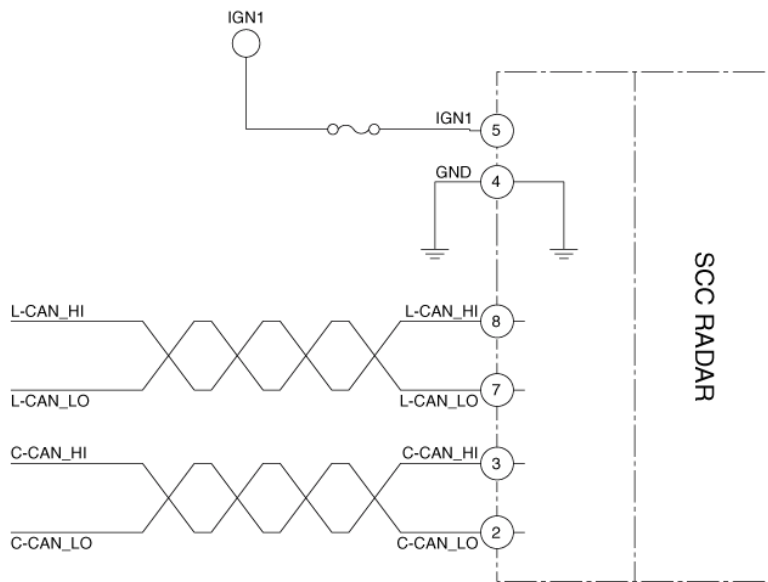 IGN1
IGN1
5
GND
4
L-CAN_HI
L-CAN_HI
8
L-CAN_LO
L-CAN_LO
7
C-CAN_HI
C-CAN_HI
3
C-CAN_LO
C-CAN_LO
2
SCC RADAR